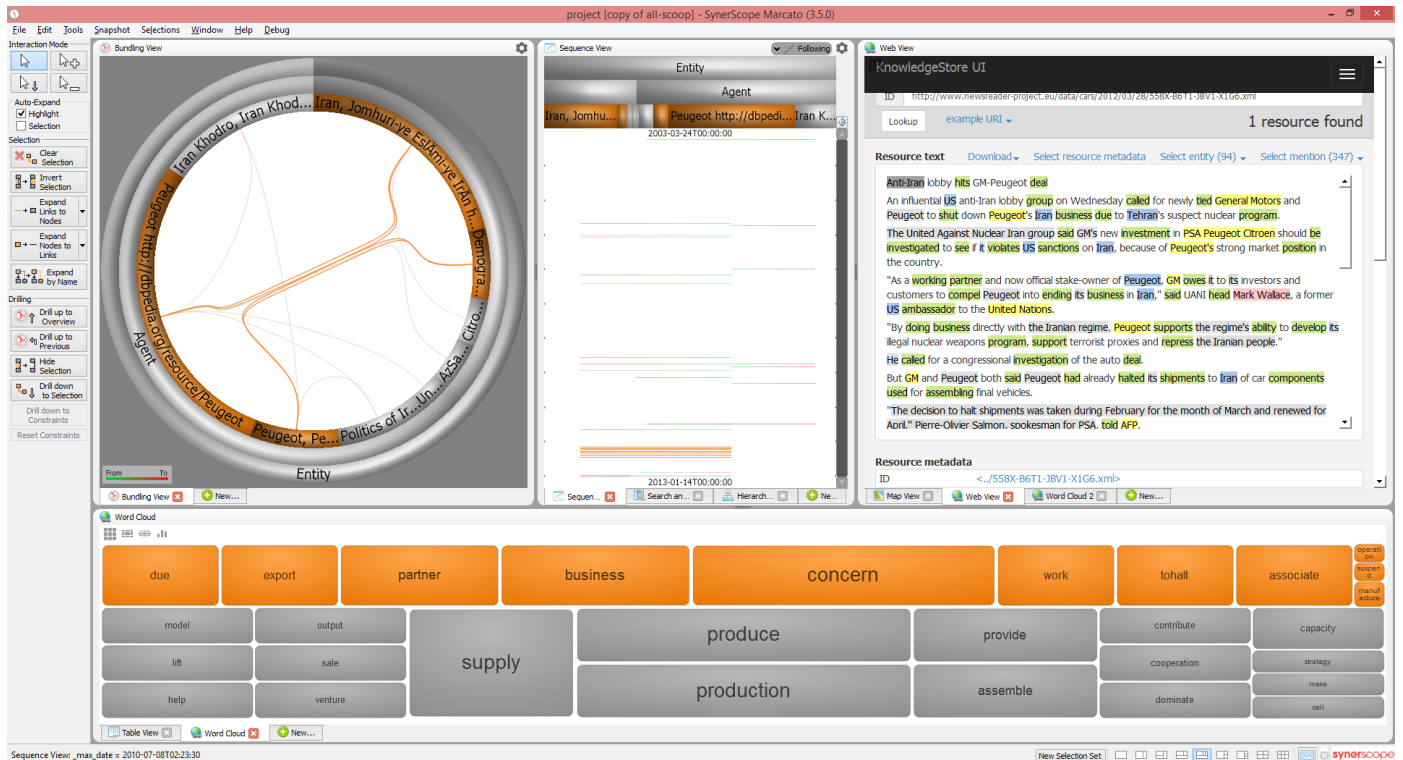 project [copy of all-scoop] - SynerScope Marcato (3.5.0)
File Edit Tools Snapshot Selections Window Help Debug
Interaction Mode
Auto-Expand
Highlight
Selection
Selection
Clear Selection
Invert Selection
Expand Links to Nodes
Expand Nodes to Links
Expand by Name
Drilling
Drill up to Overview
Drill up to Previous
Hide Selection
Drill down to Selection
Drill down to Constraints
Reset Constraints
Bundling View
Iran, Jomhuri-ye EslÂmi-ye IrÂn h...
Demogra...
Citro...
AzSa...
Un...
Politics of Ir...
Peugeot, Pe...
Peugeot http://dbpedia.org/resource/Peugeot
Iran Khodro, Iran Khod...
Agent
Entity
From To
Bundling View New...
Sequence View Following
Entity
Agent
Iran, Jomhu... Peugeot http://dbpedi... Iran K...
2003-03-24T00:00:00
2013-01-14T00:00:00
Sequen... Search an... Hierarch... Ne...
Web View
KnowledgeStore UI
ID http://www.newsreader-project.eu/data/cars/2012/03/28/558X-B6T1-JBV1-X1G6.xml
Lookup example URI 1 resource found
Resource text Download Select resource metadata Select entity (94) Select mention (347)
Anti-Iran lobby hits GM-Peugeot deal
An influential US anti-Iran lobby group on Wednesday called for newly tied General Motors and
Peugeot to shut down Peugeot's Iran business due to Tehran's suspect nuclear program.
The United Against Nuclear Iran group said GM's new investment in PSA Peugeot Citroen should be
investigated to see if it violates US sanctions on Iran, because of Peugeot's strong market position in
the country.
"As a working partner and now official stake-owner of Peugeot, GM owes it to its investors and
customers to compel Peugeot into ending its business in Iran," said UANI head Mark Wallace, a former
US ambassador to the United Nations.
"By doing business directly with the Iranian regime, Peugeot supports the regime's ability to develop its
illegal nuclear weapons program, support terrorist proxies and repress the Iranian people."
He called for a congressional investigation of the auto deal.
But GM and Peugeot both said Peugeot had already halted its shipments to Iran of car components
used for assembling final vehicles.
"The decision to halt shipments was taken during February for the month of March and renewed for
April," Pierre-Olivier Salmon, spokesman for PSA, told AFP.
Resource metadata
ID <../558X-B6T1-JBV1-X1G6.xml>
Map View Web View Word Cloud 2 New...
Word Cloud
due export partner business concern work tohalt associate
operati on
suspen d
manuf acture
model output supply produce provide contribute capacity
lift sale production assemble cooperation strategy
help venture dominate make
call
Table View Word Cloud New...
Sequence View: _max_date = 2010-07-08T02:23:30
New Selection Set
synerscope